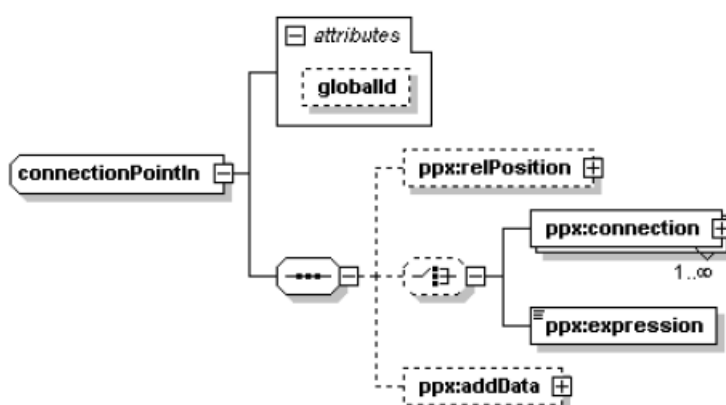 attributes
globalId
connectionPointIn
ppx:relPosition
ppx:connection
1..∞
ppx:expression
ppx:addData